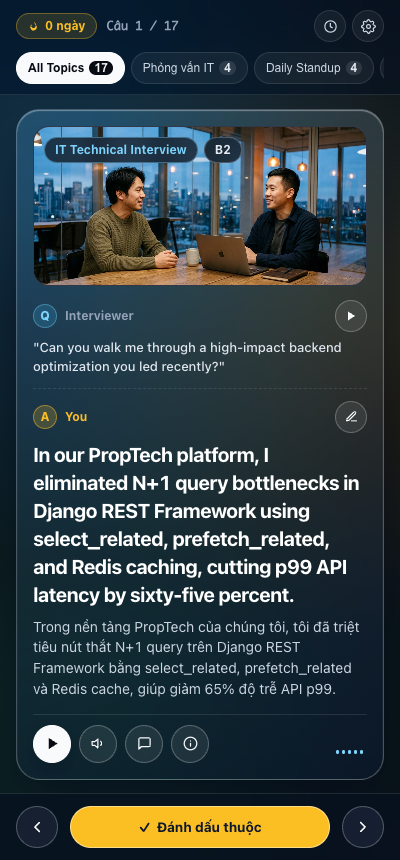 0 ngày
Câu 1 / 17
All Topics 17
Phỏng vấn IT 4
Daily Standup 4
IT Technical Interview
B2
Q Interviewer
"Can you walk me through a high-impact backend
optimization you led recently?"
A You
In our PropTech platform, I
eliminated N+1 query bottlenecks in
Django REST Framework using
select_related, prefetch_related,
and Redis caching, cutting p99 API
latency by sixty-five percent.
Trong nền tảng PropTech của chúng tôi, tôi đã triệt
tiêu nút thắt N+1 query trên Django REST
Framework bằng select_related, prefetch_related
và Redis cache, giúp giảm 65% độ trễ API p99.
✓ Đánh dấu thuộc